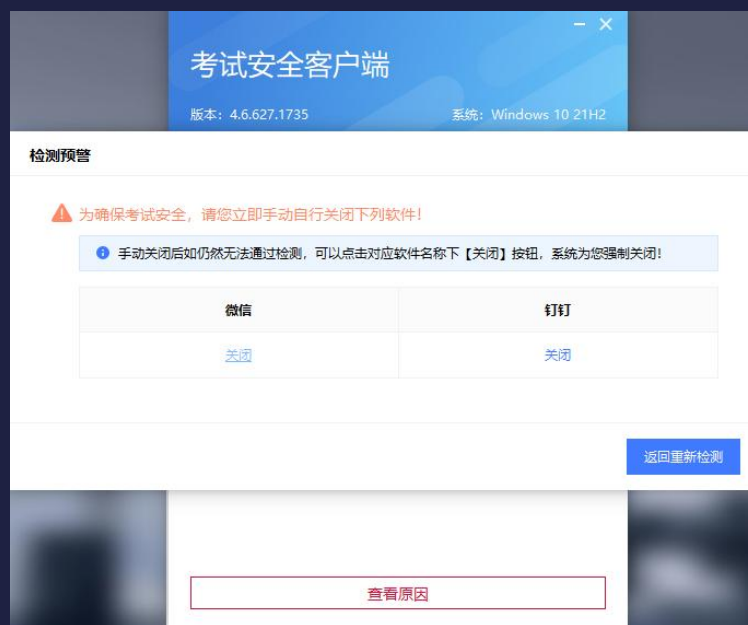 考试安全客户端
版本：4.6.627.1735 系统：Windows 10 21H2
检测预警
为确保考试安全，请您立即手动自行关闭下列软件！
手动关闭后如仍然无法通过检测，可以点击对应软件名称下【关闭】按钮，系统为您强制关闭！
微信 钉钉
关闭 关闭
返回重新检测
查看原因